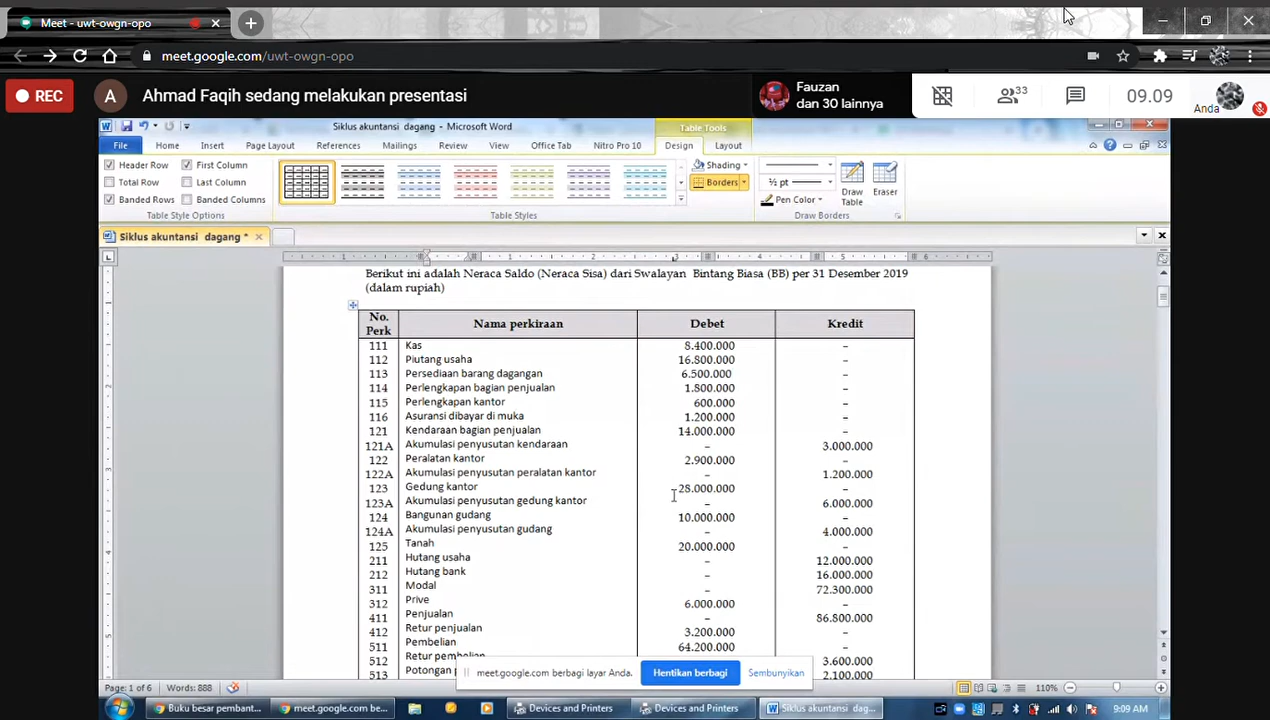 Meet - uwt-owgn-opo
meet.google.com/uwt-owgn-opo
REC
A
Ahmad Faqih sedang melakukan presentasi
Fauzan
dan 30 lainnya
33
09.09
Anda
Siklus akuntansi dagang - Microsoft Word
Table Tools
File Home Insert Page Layout References Mailings Review View Office Tab Nitro Pro 10 Design Layout
Header Row First Column
Total Row Last Column
Banded Rows Banded Columns
Table Style Options
Table Styles
Shading
Borders
½ pt
Pen Color
Draw Table
Eraser
Draw Borders
Siklus akuntansi dagang *
Berikut ini adalah Neraca Saldo (Neraca Sisa) dari Swalayan Bintang Biasa (BB) per 31 Desember 2019
(dalam rupiah)
No. Perk Nama perkiraan Debet Kredit
111 Kas 8.400.000 –
112 Piutang usaha 16.800.000 –
113 Persediaan barang dagangan 6.500.000 –
114 Perlengkapan bagian penjualan 1.800.000 –
115 Perlengkapan kantor 600.000 –
116 Asuransi dibayar di muka 1.200.000 –
121 Kendaraan bagian penjualan 14.000.000 –
121A Akumulasi penyusutan kendaraan – 3.000.000
122 Peralatan kantor 2.900.000 –
122A Akumulasi penyusutan peralatan kantor – 1.200.000
123 Gedung kantor 28.000.000 –
123A Akumulasi penyusutan gedung kantor – 6.000.000
124 Bangunan gudang 10.000.000 –
124A Akumulasi penyusutan gudang – 4.000.000
125 Tanah 20.000.000 –
211 Hutang usaha – 12.000.000
212 Hutang bank – 16.000.000
311 Modal – 72.300.000
312 Prive 6.000.000 –
411 Penjualan – 86.800.000
412 Retur penjualan 3.200.000 –
511 Pembelian 64.200.000 –
512 Retur pembelian 3.600.000
513 Potongan 2.100.000
meet.google.com berbagi layar Anda.
Hentikan berbagi
Sembunyikan
Page: 1 of 6 Words: 888
110%
Buku besar pembant...
meet.google.com be...
Devices and Printers
Devices and Printers
Siklus akuntansi dag...
9:09 AM